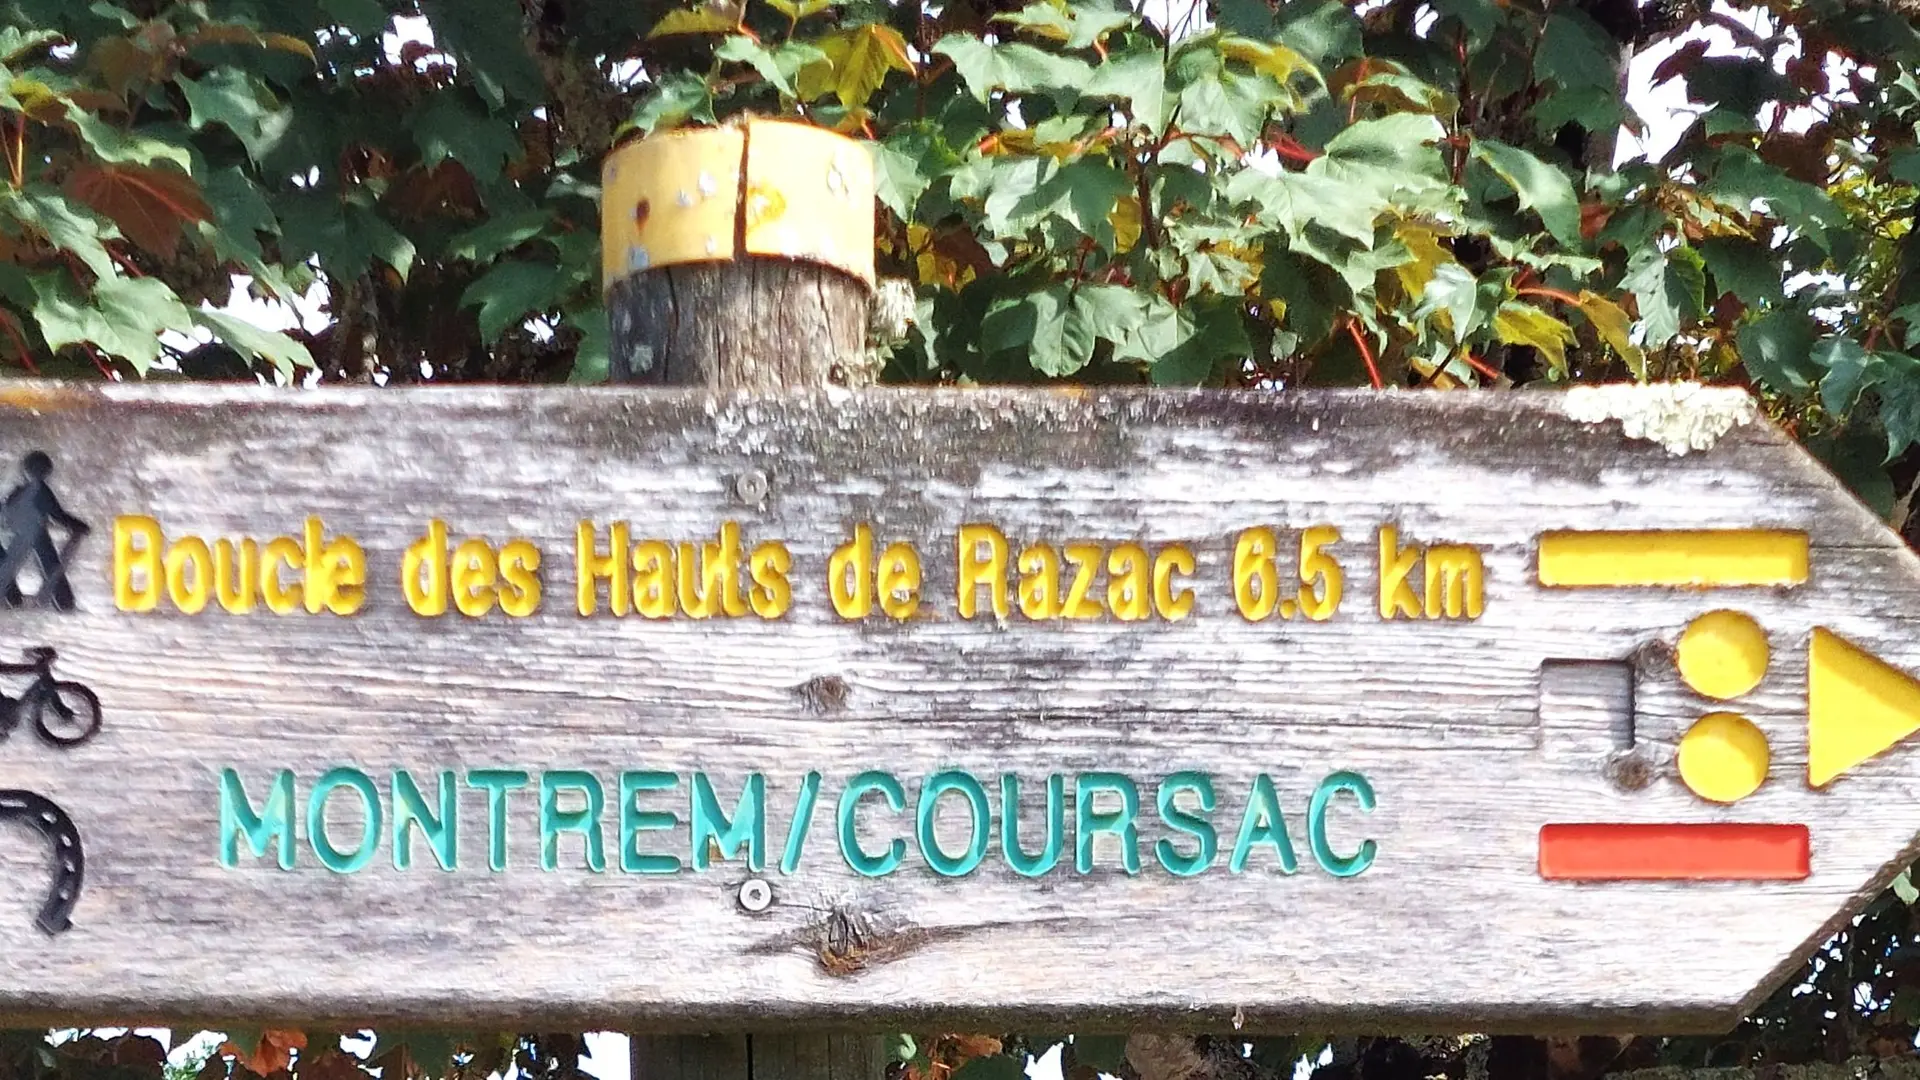 Boucle des Hauts de Razac 6.5 km
MONTREM/COURSAC